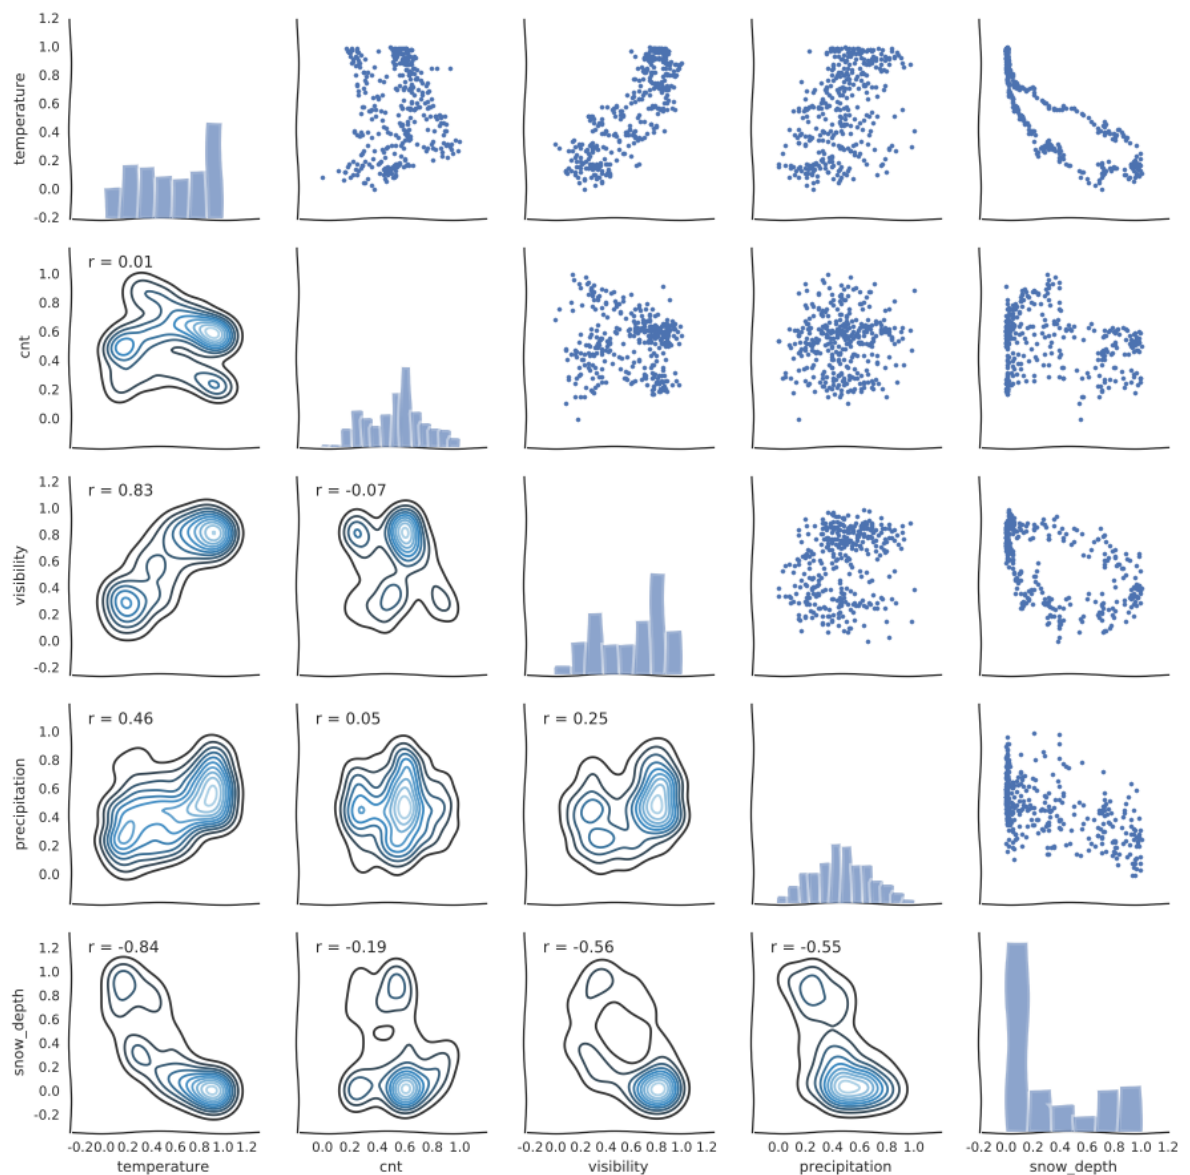 1.2
1.0
0.8
0.6
0.4
0.2
0.0
-0.2
temperature
r = 0.01
1.0
0.8
0.6
0.4
0.2
0.0
cnt
r = 0.83
r = -0.07
1.2
1.0
0.8
0.6
0.4
0.2
0.0
-0.2
visibility
r = 0.46
r = 0.05
r = 0.25
1.0
0.8
0.6
0.4
0.2
0.0
precipitation
r = -0.84
r = -0.19
r = -0.56
r = -0.55
1.2
1.0
0.8
0.6
0.4
0.2
0.0
-0.2
snow_depth
-0.20.0 0.2 0.4 0.6 0.8 1.0 1.2
0.0 0.2 0.4 0.6 0.8 1.0
-0.20.0 0.2 0.4 0.6 0.8 1.0 1.2
0.0 0.2 0.4 0.6 0.8 1.0
-0.2 0.0 0.2 0.4 0.6 0.8 1.0 1.2
temperature
cnt
visibility
precipitation
snow_depth